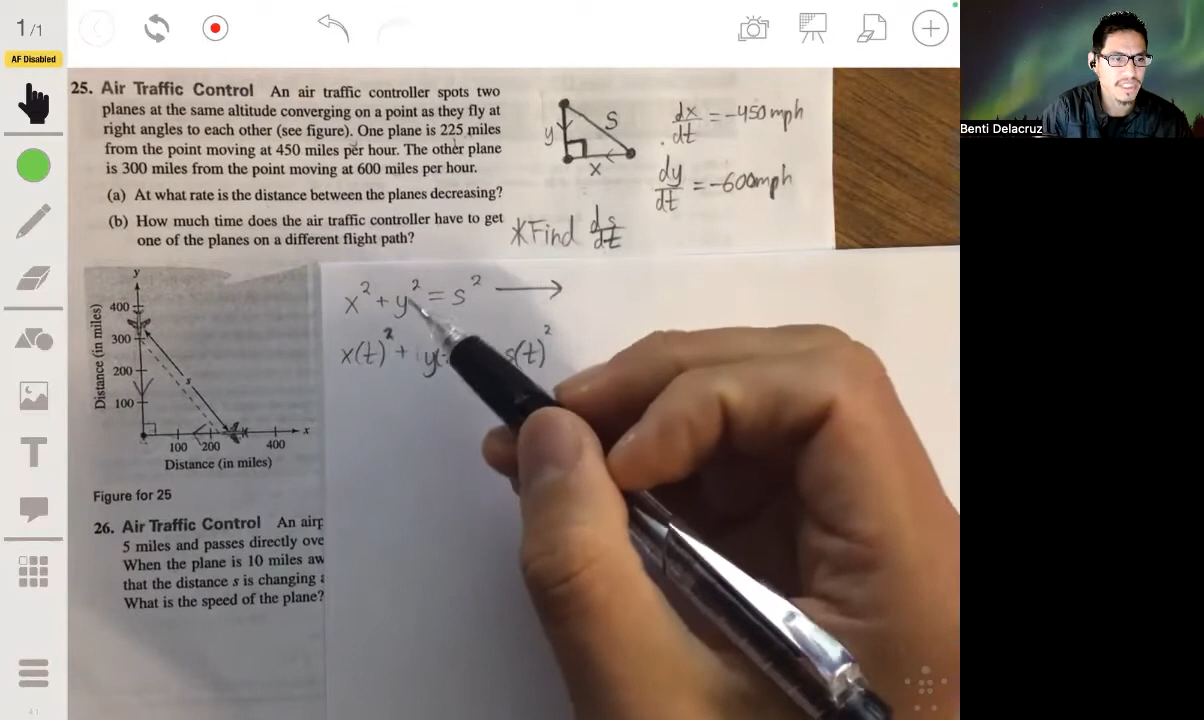 1/1
AF Disabled
Benti Delacruz
25. Air Traffic Control An air traffic controller spots two
planes at the same altitude converging on a point as they fly at
right angles to each other (see figure). One plane is 225 miles
from the point moving at 450 miles per hour. The other plane
is 300 miles from the point moving at 600 miles per hour.
(a) At what rate is the distance between the planes decreasing?
(b) How much time does the air traffic controller have to get
one of the planes on a different flight path?
y
S
x
dx/dt = -450mph
dy/dt = -600mph
*Find ds/dt
x² + y² = s² →
x(t)² + y( s(t)²
y
400
300
200
100
s
x
100 200 400
Distance (in miles)
Distance (in miles)
Figure for 25
26. Air Traffic Control An
5 miles and passes directly
When the plane is 10 miles
that the distance s is changing
What is the speed of the plane?
T